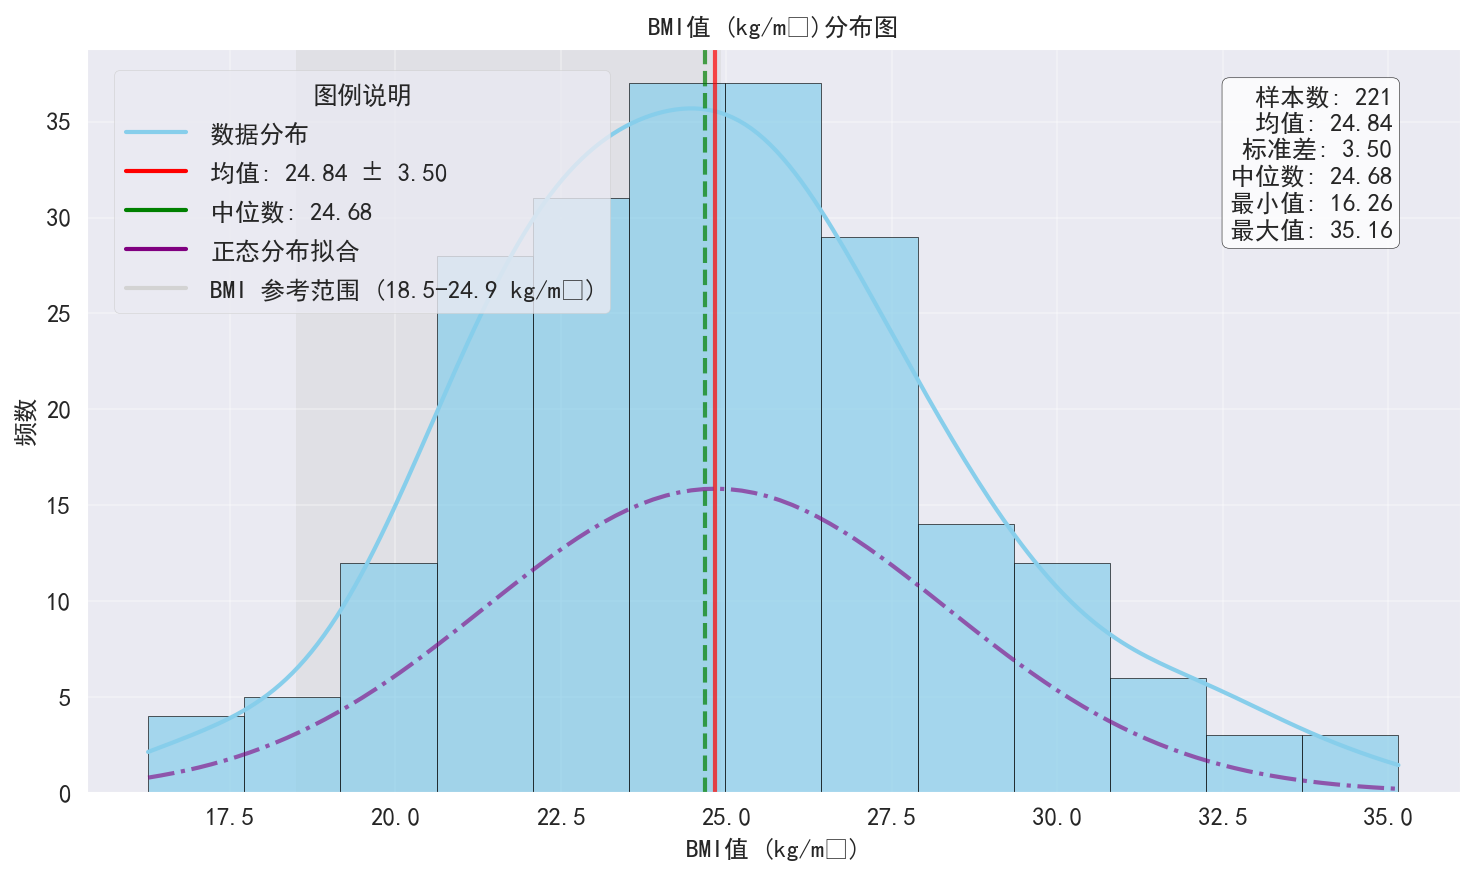 BMI值 (kg/m□)分布图
图例说明
数据分布
均值: 24.84 ± 3.50
中位数: 24.68
正态分布拟合
BMI 参考范围 (18.5-24.9 kg/m□)
样本数: 221
均值: 24.84
标准差: 3.50
中位数: 24.68
最小值: 16.26
最大值: 35.16
频数
35
30
25
20
15
10
5
0
17.5 20.0 22.5 25.0 27.5 30.0 32.5 35.0
BMI值 (kg/m□)